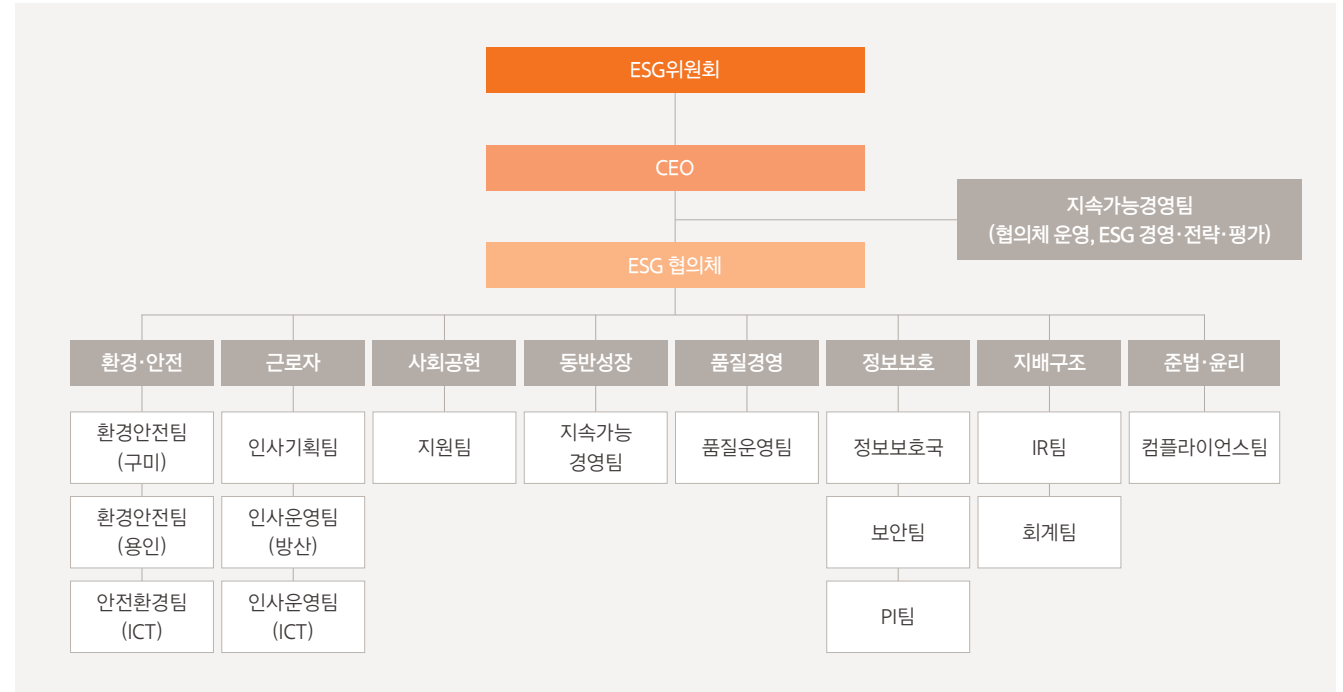 ESG위원회
CEO
지속가능경영팀
(협의체 운영, ESG 경영·전략·평가)
ESG 협의체
환경·안전
근로자
사회공헌
동반성장
품질경영
정보보호
지배구조
준법·윤리
환경안전팀
(구미)
인사기획팀
지원팀
지속가능
경영팀
품질운영팀
정보보호국
IR팀
컴플라이언스팀
환경안전팀
(용인)
인사운영팀
(방산)
보안팀
회계팀
안전환경팀
(ICT)
인사운영팀
(ICT)
PI팀